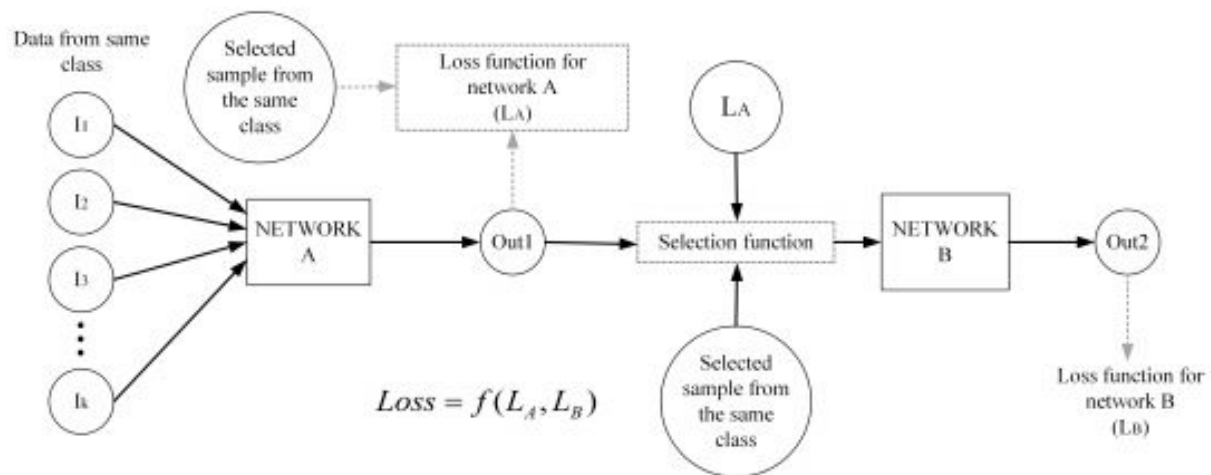 Data from same
class
I1
I2
I3
Ik
Selected
sample from
the same
class
Loss function for
network A
(LA)
NETWORK
A
Out1
LA
Selection function
Selected
sample from
the same
class
NETWORK
B
Out2
Loss function for
network B
(LB)
Loss = f(L_A, L_B)